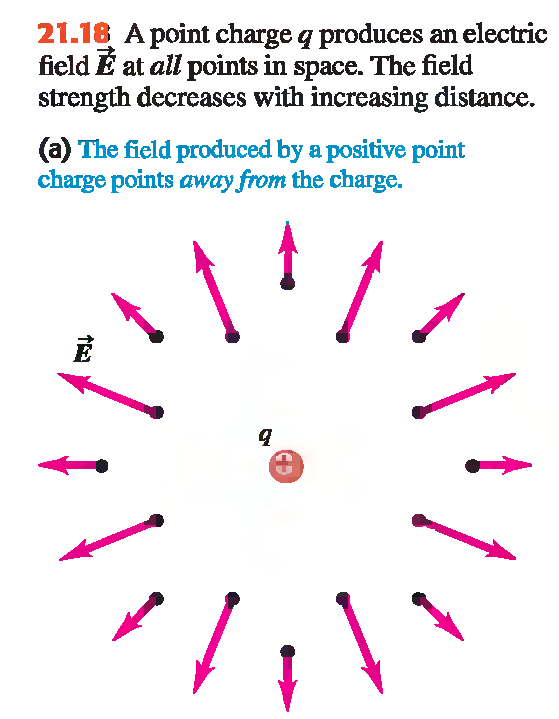 21.18 A point charge q produces an electric
field E⃗ at all points in space. The field
strength decreases with increasing distance.
(a) The field produced by a positive point
charge points away from the charge.
E⃗
q
+